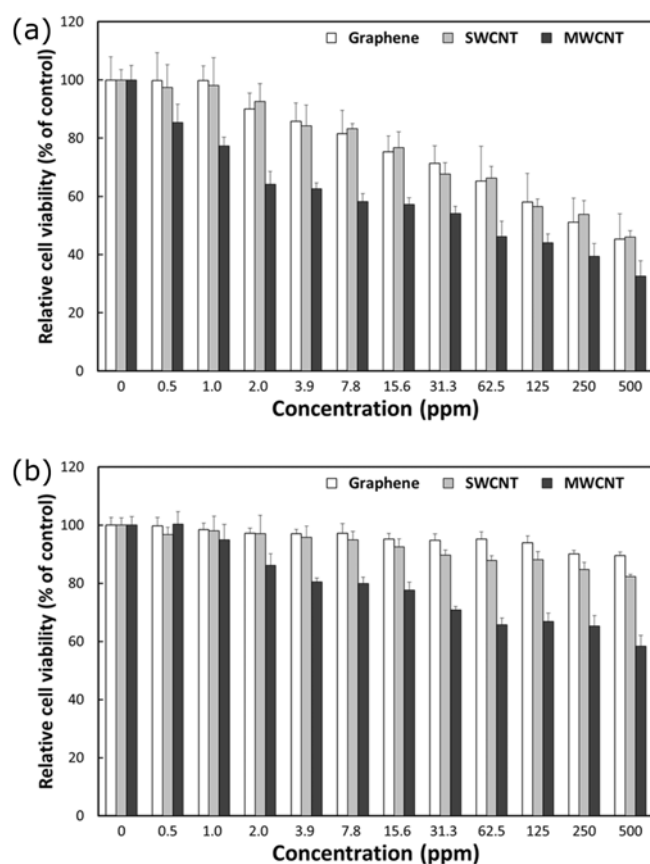 (a)
120
100
80
60
40
20
0
Relative cell viability (% of control)
Graphene SWCNT MWCNT
0 0.5 1.0 2.0 3.9 7.8 15.6 31.3 62.5 125 250 500
Concentration (ppm)
(b)
120
100
80
60
40
20
0
Relative cell viability (% of control)
Graphene SWCNT MWCNT
0 0.5 1.0 2.0 3.9 7.8 15.6 31.3 62.5 125 250 500
Concentration (ppm)